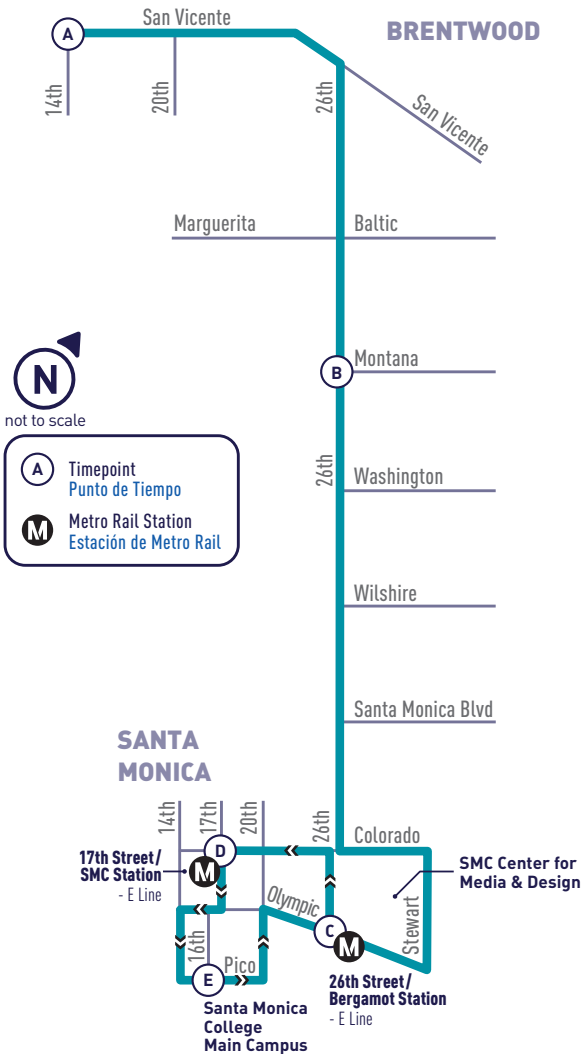 San Vicente
BRENTWOOD
A
14th
20th
26th
San Vicente
Marguerita
Baltic
N
not to scale
B
Montana
A
Timepoint
Punto de Tiempo
M
Metro Rail Station
Estación de Metro Rail
26th
Washington
Wilshire
Santa Monica Blvd
SANTA
MONICA
14th
17th
20th
26th
Colorado
D
17th Street/
SMC Station
- E Line
M
SMC Center for
Media & Design
Olympic
Stewart
C
M
16th
Pico
E
26th Street/
Bergamot Station
- E Line
Santa Monica
College
Main Campus